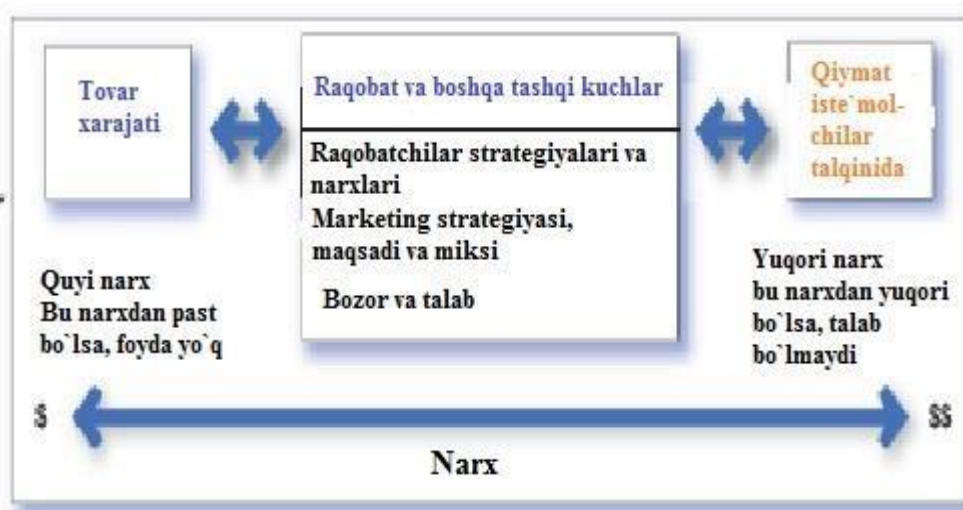 Tovar
xarajati
Raqobat va boshqa tashqi kuchlar
Raqobatchilar strategiyalari va
narxlari
Marketing strategiyasi,
maqsadi va miksi
Bozor va talab
Qiymat
iste`mol-
chilar
talqinida
Quyi narx
Bu narxdan past
bo`lsa, foyda yo`q
Yuqori narx
bu narxdan yuqori
bo`lsa, talab
bo`lmaydi
$
$$
Narx